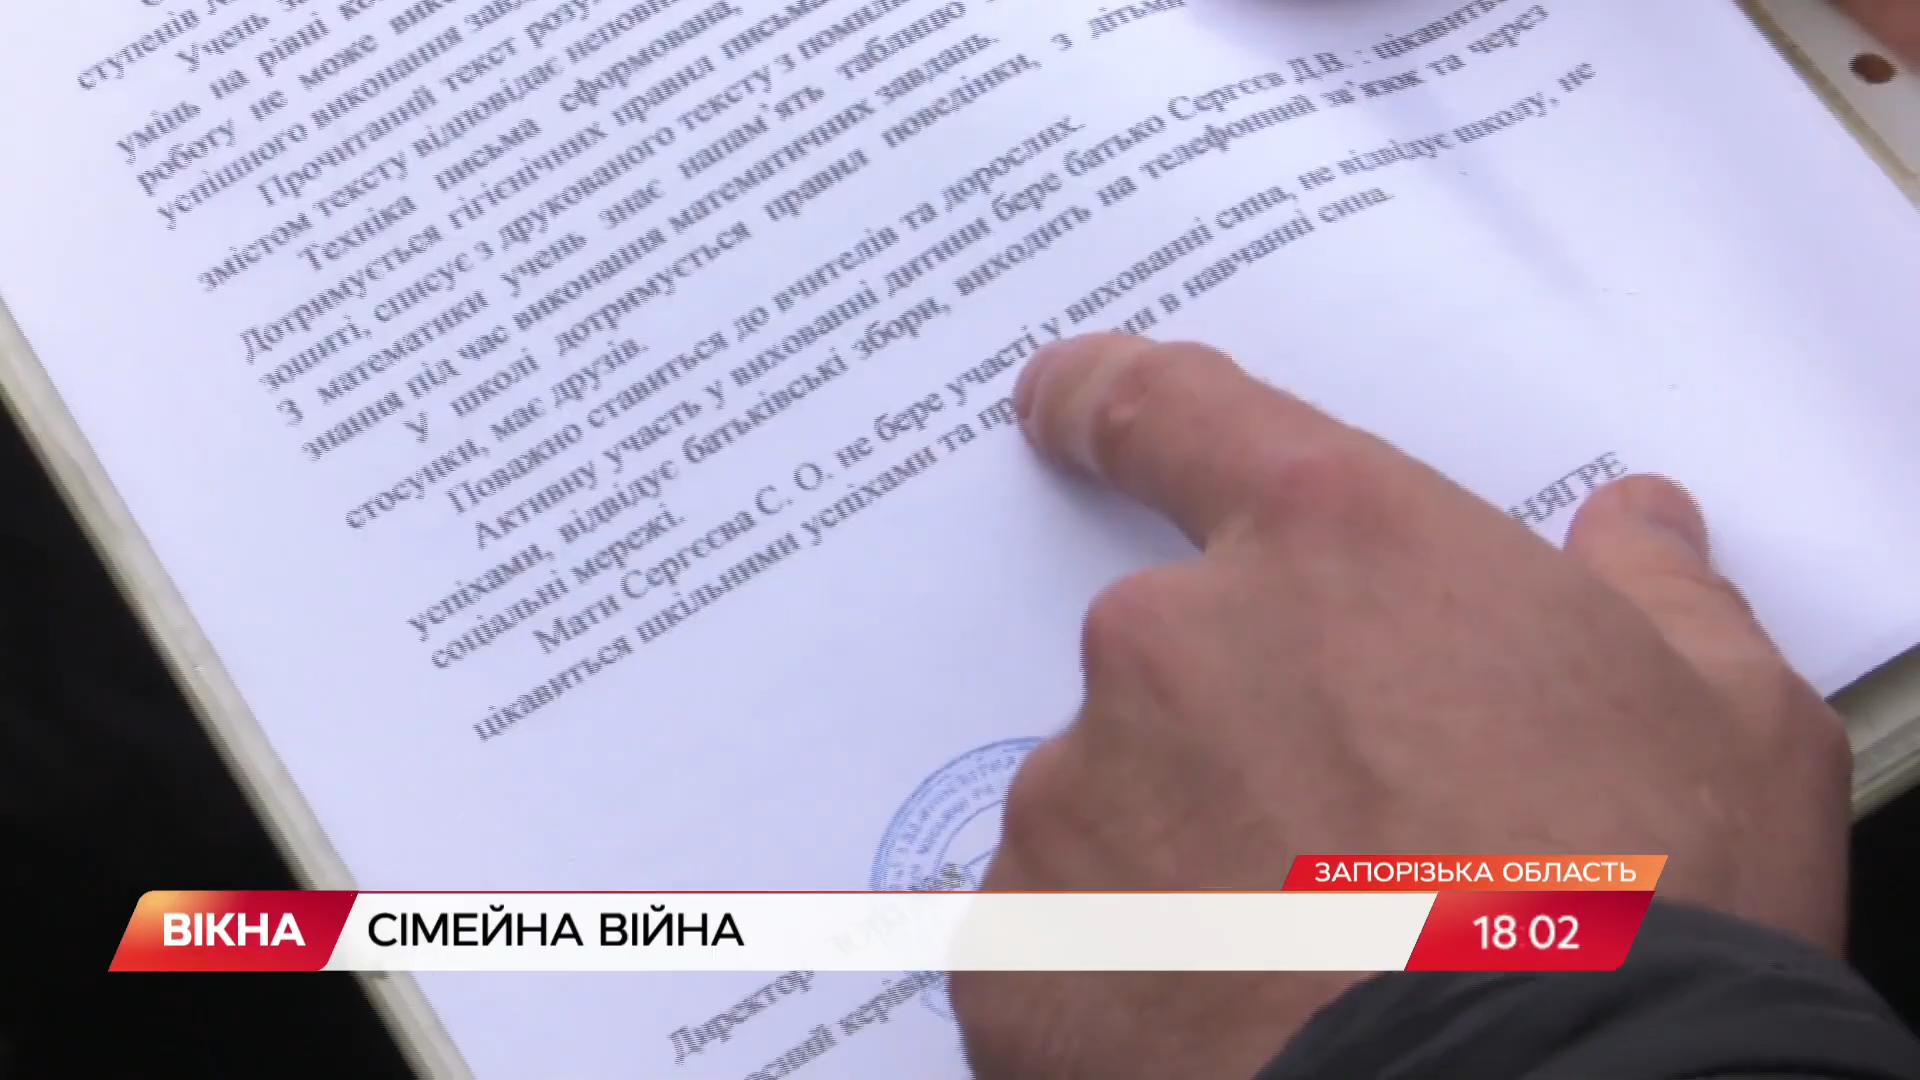 ступенів
Учень
умінь на рівні
роботу не може
успішного виконання
Прочитаний текст
змістом тексту відповідає
Техніка письма сформована,
Дотримується гігієнічних правил письма
зошиті, списує з друкованого тексту з
З математики учень знає напам'ять таблицю
знання під час виконання математичних завдань.
У школі дотримується правил поведінки, з дітьми
стосунки, має друзів.
Поважно ставиться до вчителів та дорослих.
Активну участь у вихованні дитини бере батько Сергєєв Д.В. : цікавиться
успіхами, відвідує батьківські збори, виходить на телефонний зв'язок та через
соціальні мережі.
Мати Сергєєва С. О. не бере участі у вихованні сина, не відвідує школу, не
цікавиться шкільними успіхами та в навчанні сина.
НЯГРЕ
Директор
ЗАПОРІЗЬКА ОБЛАСТЬ
ВІКНА
СІМЕЙНА ВІЙНА
18:02